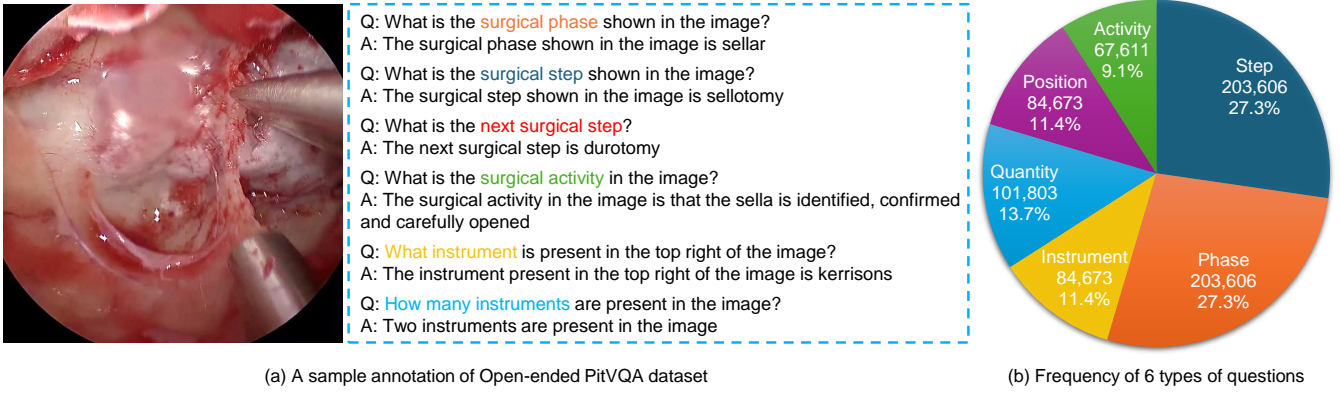 Q: What is the surgical phase shown in the image?
A: The surgical phase shown in the image is sellar
Q: What is the surgical step shown in the image?
A: The surgical step shown in the image is sellotomy
Q: What is the next surgical step?
A: The next surgical step is durotomy
Q: What is the surgical activity in the image?
A: The surgical activity in the image is that the sella is identified, confirmed
and carefully opened
Q: What instrument is present in the top right of the image?
A: The instrument present in the top right of the image is kerrisons
Q: How many instruments are present in the image?
A: Two instruments are present in the image
(a) A sample annotation of Open-ended PitVQA dataset
Activity
67,611
9.1%
Step
203,606
27.3%
Position
84,673
11.4%
Quantity
101,803
13.7%
Instrument
84,673
11.4%
Phase
203,606
27.3%
(b) Frequency of 6 types of questions